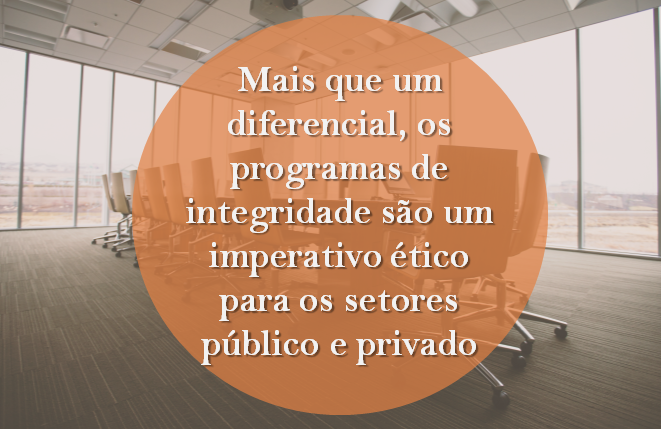 Mais que um
diferencial, os
programas de
integridade são um
imperativo ético
para os setores
público e privado